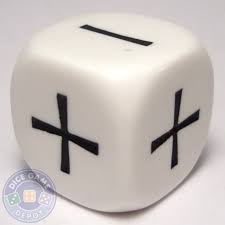 −
+ +
DICE GAME
DEPOT